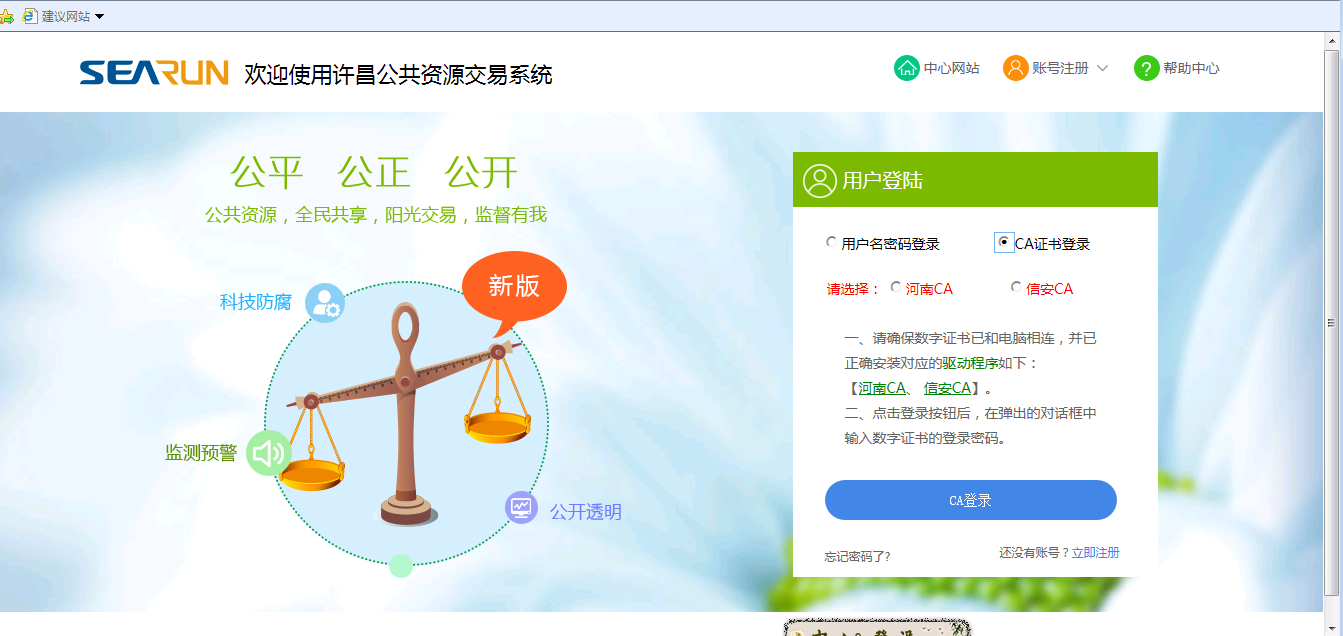 建议网站
SEARUN 欢迎使用许昌公共资源交易系统
中心网站 账号注册 ? 帮助中心
公平 公正 公开
公共资源，全民共享，阳光交易，监督有我
新版
科技防腐
监测预警
公开透明
用户登陆
用户名密码登录 CA证书登录
请选择： 河南CA 信安CA
一、请确保数字证书已和电脑相连，并已
正确安装对应的驱动程序如下：
【河南CA、 信安CA】。
二、点击登录按钮后，在弹出的对话框中
输入数字证书的登录密码。
CA登录
忘记密码了?
还没有账号？立即注册